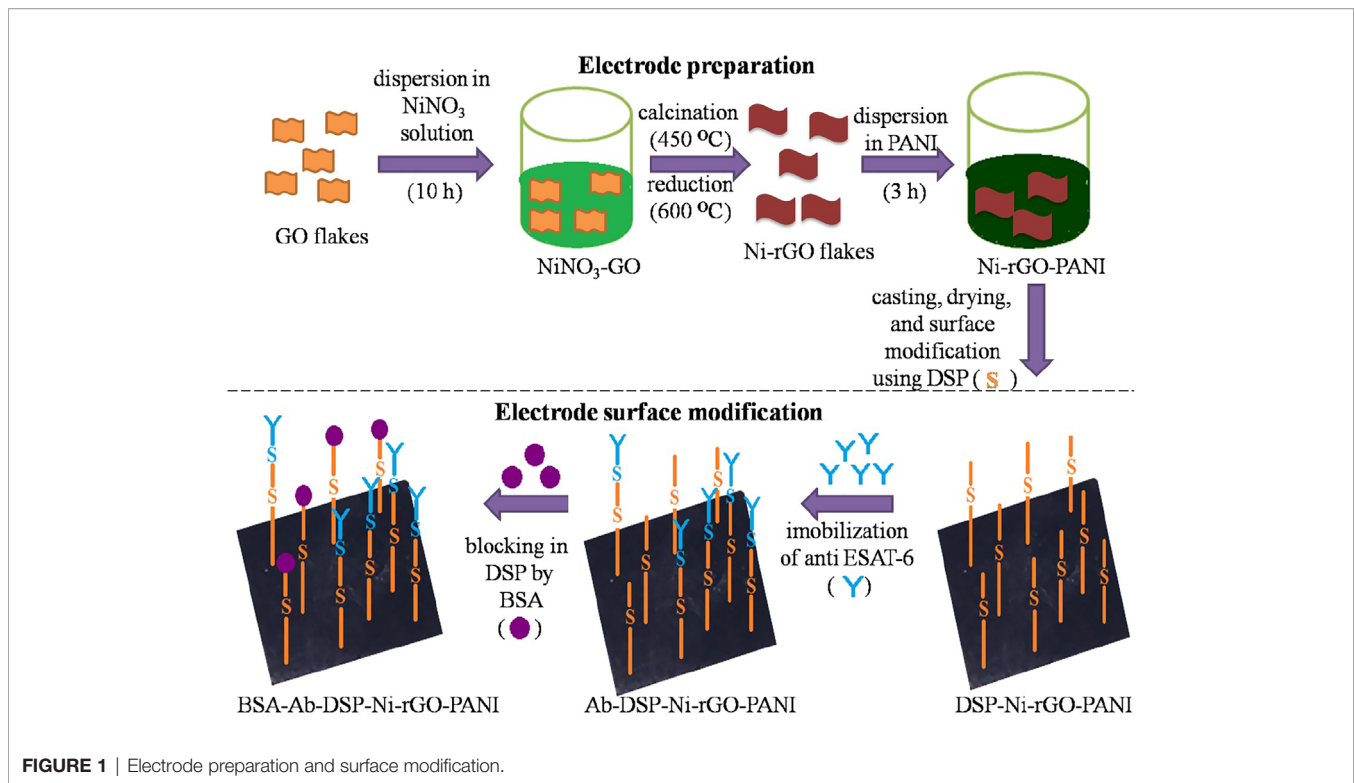 Electrode preparation
dispersion in
NiNO₃
solution
(10 h)
GO flakes
NiNO₃-GO
calcination
(450 ⁰C)
reduction
(600 ⁰C)
Ni-rGO flakes
dispersion
in PANI
(3 h)
Ni-rGO-PANI
casting, drying,
and surface
modification
using DSP ( S )
Electrode surface modification
S
S
S
S
S
S
S
S
S
S
S
S
S
BSA-Ab-DSP-Ni-rGO-PANI
blocking in
DSP by
BSA
( )
S
S
S
S
S
S
S
S
S
S
S
S
S
Ab-DSP-Ni-rGO-PANI
imobilization
of anti ESAT-6
( Y )
S
S
S
S
S
S
S
S
DSP-Ni-rGO-PANI
FIGURE 1 | Electrode preparation and surface modification.